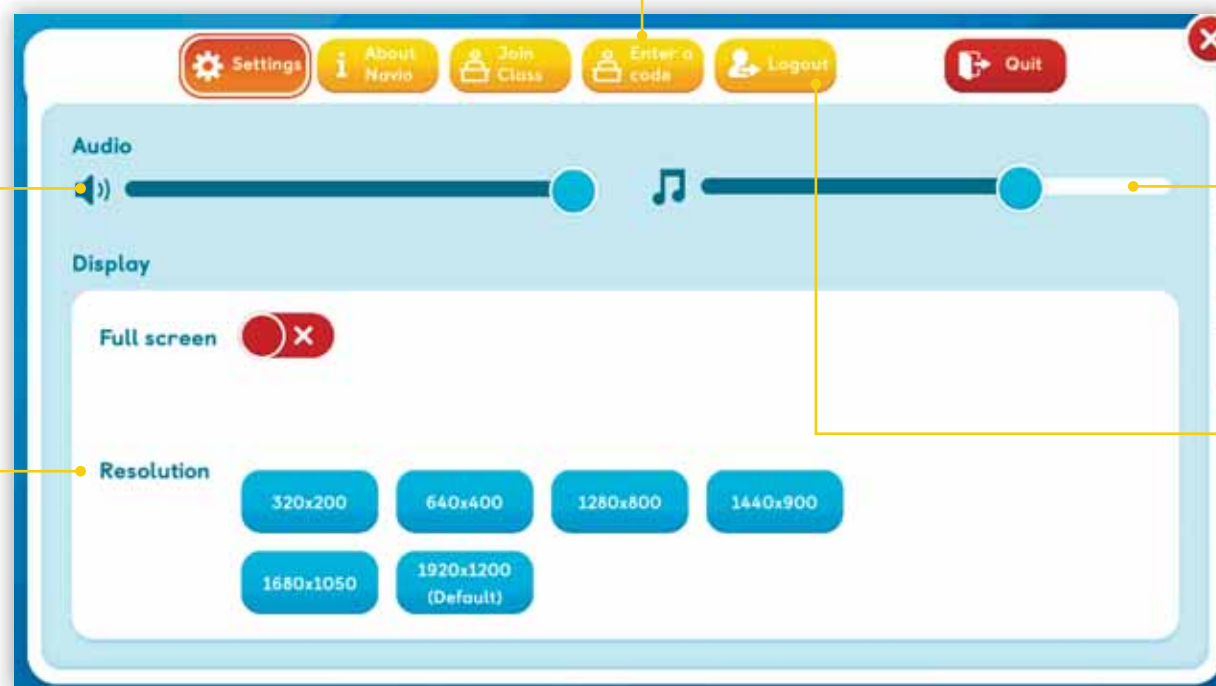 Settings
About
Navio
Join
Class
Enter a
code
Logout
Quit
Audio
Display
Full screen
Resolution
320x200
640x400
1280x800
1440x900
1680x1050
1920x1200
(Default)